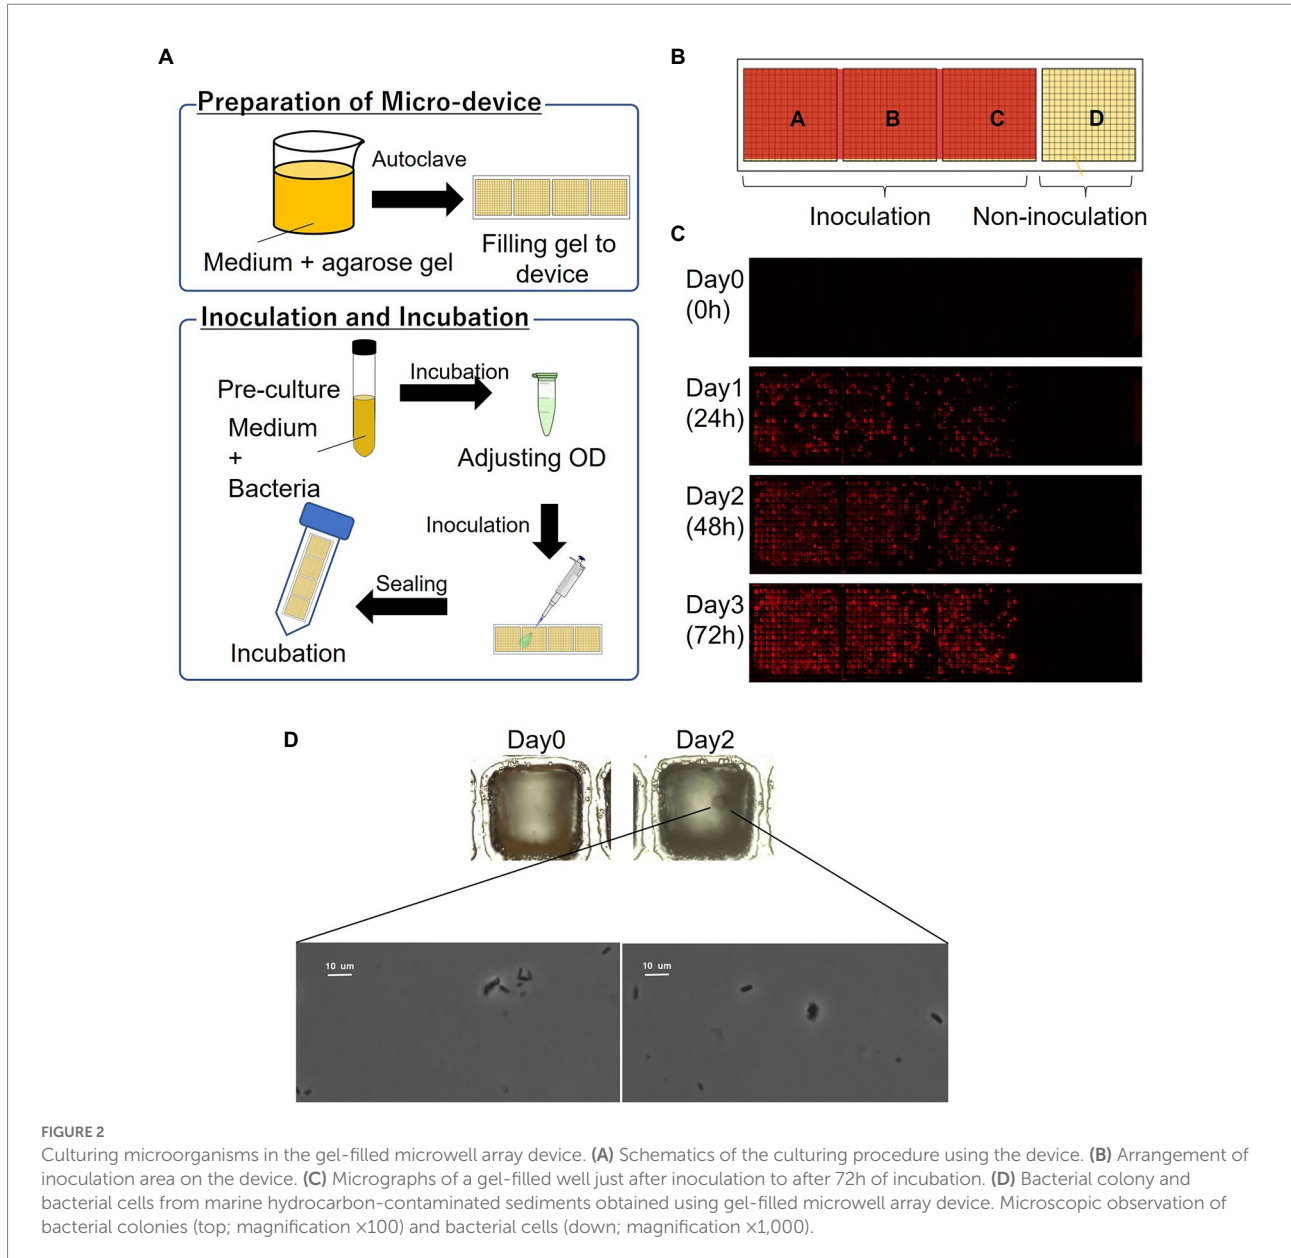 A
Preparation of Micro-device
Autoclave
Medium + agarose gel
Filling gel to
device
Inoculation and Incubation
Pre-culture
Medium
+
Bacteria
Incubation
Adjusting OD
Inoculation
Sealing
Incubation
B
A B C D
Inoculation Non-inoculation
C
Day0
(0h)
Day1
(24h)
Day2
(48h)
Day3
(72h)
D
Day0 Day2
10 um 10 um
FIGURE 2
Culturing microorganisms in the gel-filled microwell array device. (A) Schematics of the culturing procedure using the device. (B) Arrangement of
inoculation area on the device. (C) Micrographs of a gel-filled well just after inoculation to after 72h of incubation. (D) Bacterial colony and
bacterial cells from marine hydrocarbon-contaminated sediments obtained using gel-filled microwell array device. Microscopic observation of
bacterial colonies (top; magnification ×100) and bacterial cells (down; magnification ×1,000).